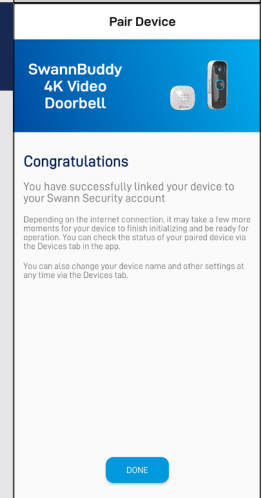 Pair Device
SwannBuddy
4K Video
Doorbell
Congratulations
You have successfully linked your device to
your Swann Security account
Depending on the internet connection, it may take a few more
moments for your device to finish initializing and be ready for
operation. You can check the status of your paired device via
the Devices tab in the app.
You can also change your device name and other settings at
any time via the Devices tab.
DONE